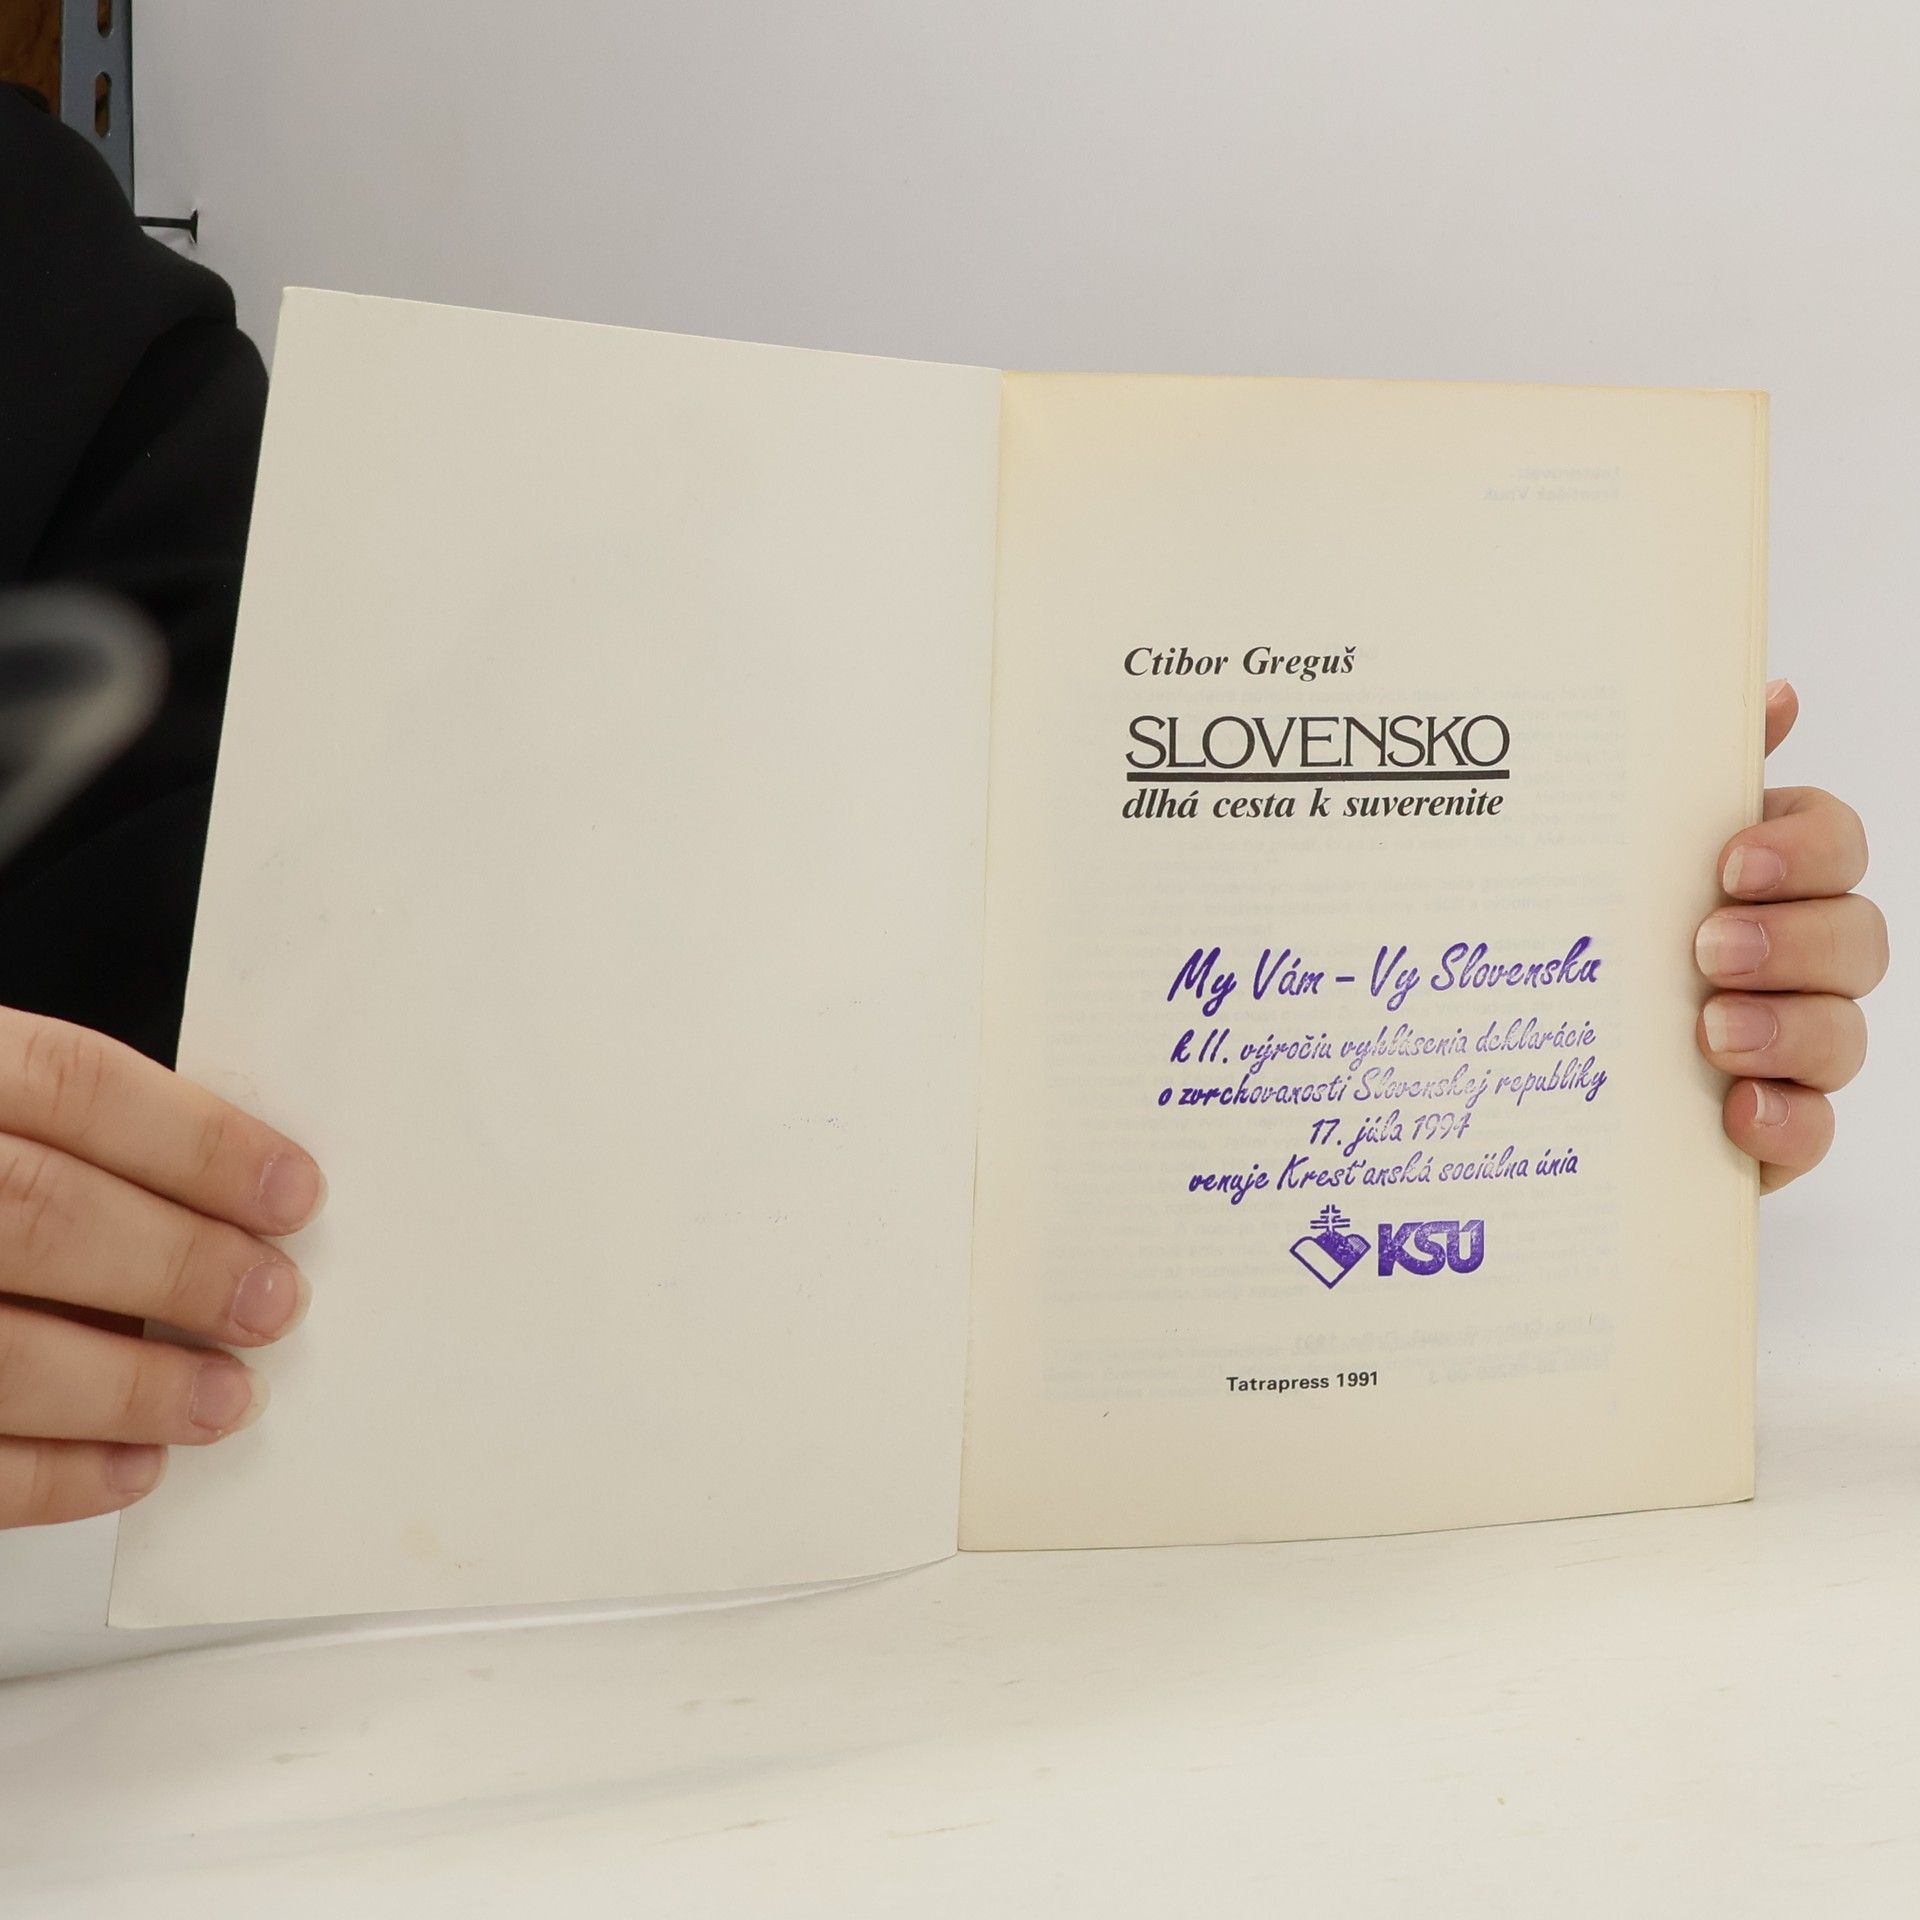 Ctibor Greguš
SLOVENSKO
dlhá cesta k suverenite
My Vám – Vy Slovensku
k II. výročiu vyhlásenia deklarácie
o zvrchovanosti Slovenskej republiky
17. júla 1994
venuje Kresťanská sociálna únia
KSÚ
Tatrapress 1991